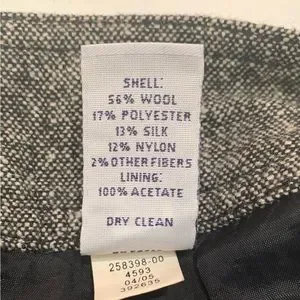 SHELL:
56% WOOL
17% POLYESTER
13% SILK
12% NYLON
2% OTHER FIBERS
LINING:
100% ACETATE
DRY CLEAN
258398-00
4593
04/05
392635